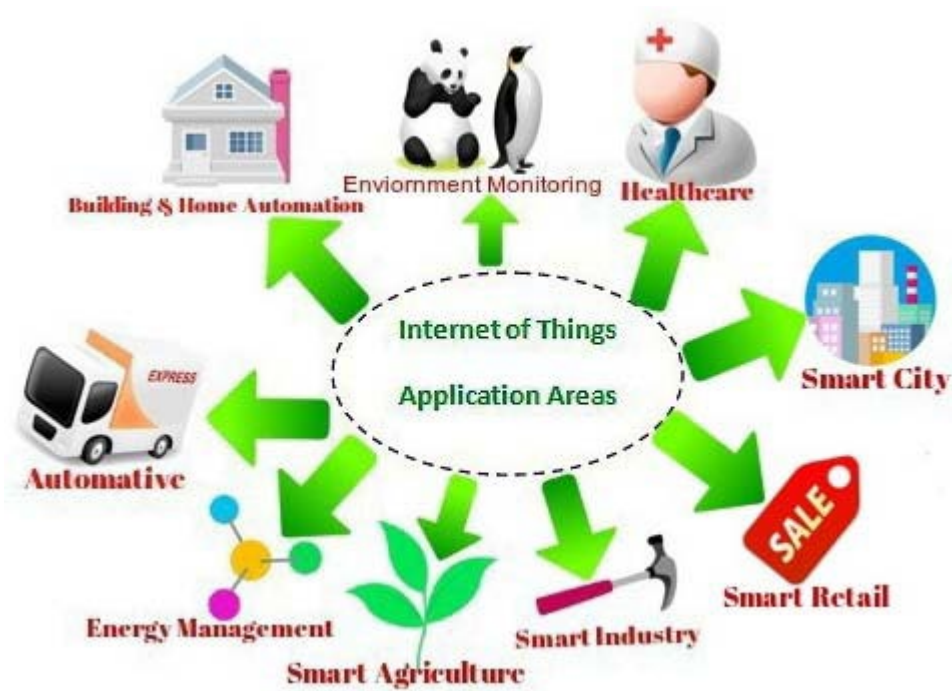 Enviornment Monitoring
Healthcare
Building & Home Automation
Internet of Things
Application Areas
Smart City
EXPRESS
Automative
SALE
Smart Retail
Energy Management
Smart Industry
Smart Agriculture